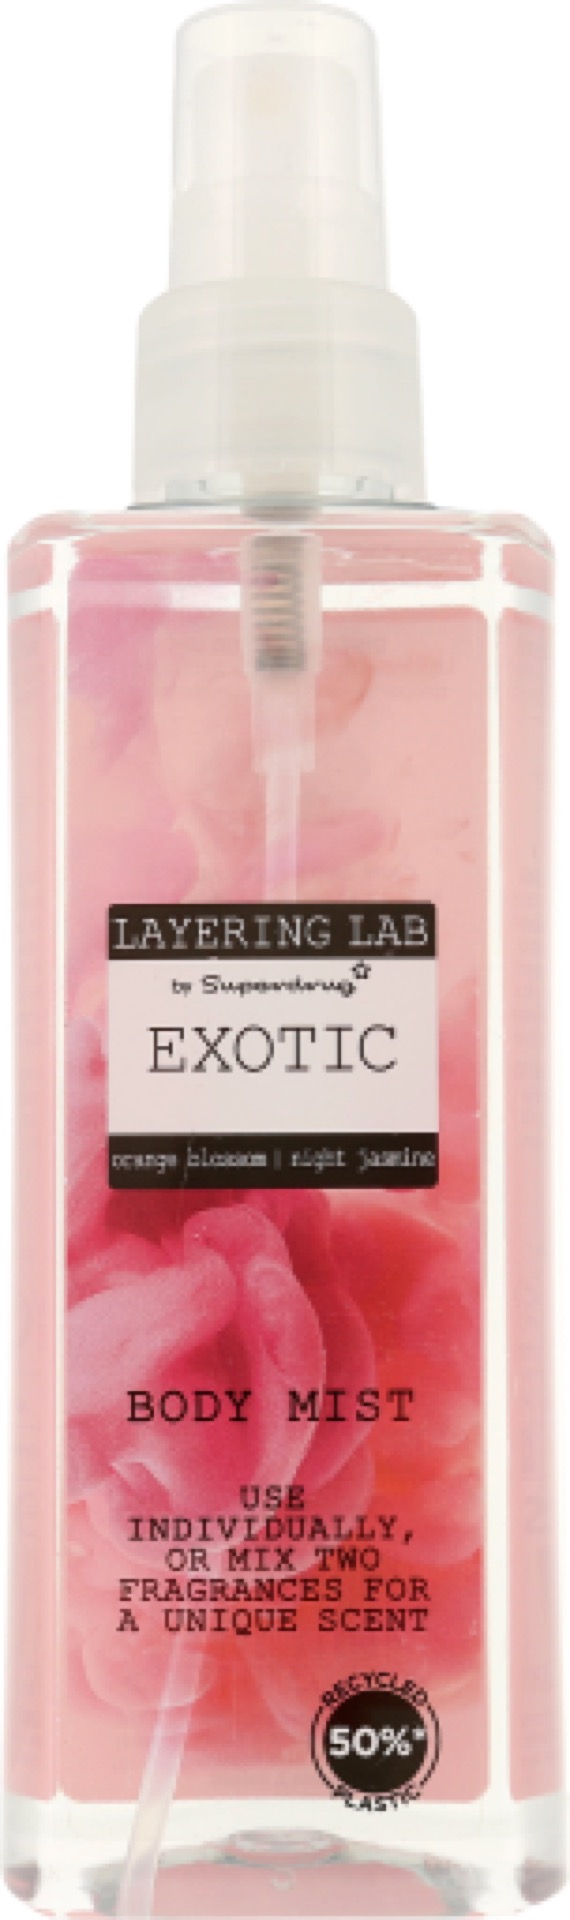 LAYERING LAB
by Superdrug
EXOTIC
orange blossom | night jasmine
BODY MIST
USE
INDIVIDUALLY,
OR MIX TWO
FRAGRANCES FOR
A UNIQUE SCENT
RECYCLED
50%*
PLASTIC